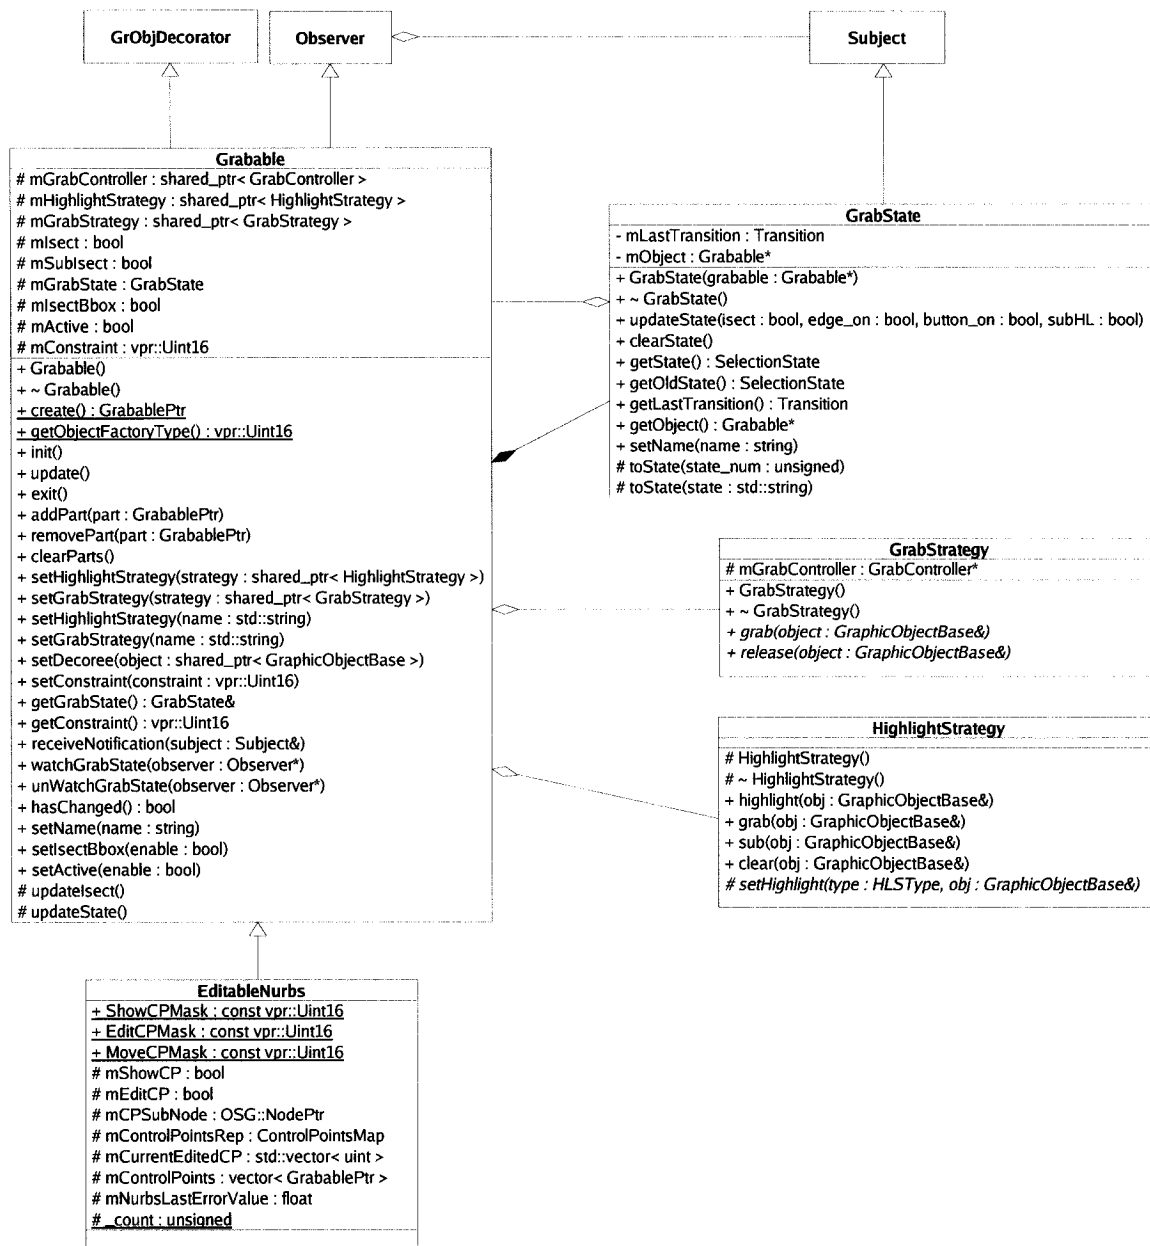 GrObjDecorator
Observer
Subject
Grabable
# mGrabController : shared_ptr< GrabController >
# mHighlightStrategy : shared_ptr< HighlightStrategy >
# mGrabStrategy : shared_ptr< GrabStrategy >
# mIsect : bool
# mSubIsect : bool
# mGrabState : GrabState
# mIsectBbox : bool
# mActive : bool
# mConstraint : vpr::Uint16
+ Grabable()
+ ~ Grabable()
+ create() : GrabablePtr
+ getObjectFactoryType() : vpr::Uint16
+ init()
+ update()
+ exit()
+ addPart(part : GrabablePtr)
+ removePart(part : GrabablePtr)
+ clearParts()
+ setHighlightStrategy(strategy : shared_ptr< HighlightStrategy >)
+ setGrabStrategy(strategy : shared_ptr< GrabStrategy >)
+ setHighlightStrategy(name : std::string)
+ setGrabStrategy(name : std::string)
+ setDecoree(object : shared_ptr< GraphicObjectBase >)
+ setConstraint(constraint : vpr::Uint16)
+ getGrabState() : GrabState&
+ getConstraint() : vpr::Uint16
+ receiveNotification(subject : Subject&)
+ watchGrabState(observer : Observer*)
+ unWatchGrabState(observer : Observer*)
+ hasChanged() : bool
+ setName(name : string)
+ setIsectBbox(enable : bool)
+ setActive(enable : bool)
# updateIsect()
# updateState()
GrabState
- mLastTransition : Transition
- mObject : Grabable*
+ GrabState(grabable : Grabable*)
+ ~ GrabState()
+ updateState(isect : bool, edge_on : bool, button_on : bool, subHL : bool)
+ clearState()
+ getState() : SelectionState
+ getOldState() : SelectionState
+ getLastTransition() : Transition
+ getObject() : Grabable*
+ setName(name : string)
# toState(state_num : unsigned)
# toState(state : std::string)
GrabStrategy
# mGrabController : GrabController*
+ GrabStrategy()
+ ~ GrabStrategy()
+ grab(object : GraphicObjectBase&)
+ release(object : GraphicObjectBase&)
HighlightStrategy
# HighlightStrategy()
# ~ HighlightStrategy()
+ highlight(obj : GraphicObjectBase&)
+ grab(obj : GraphicObjectBase&)
+ sub(obj : GraphicObjectBase&)
+ clear(obj : GraphicObjectBase&)
# setHighlight(type : HLSType, obj : GraphicObjectBase&)
EditableNurbs
+ ShowCPMask : const vpr::Uint16
+ EditCPMask : const vpr::Uint16
+ MoveCPMask : const vpr::Uint16
# mShowCP : bool
# mEditCP : bool
# mCPSubNode : OSG::NodePtr
# mControlPointsRep : ControlPointsMap
# mCurrentEditedCP : std::vector< uint >
# mControlPoints : vector< GrabablePtr >
# mNurbsLastErrorValue : float
# _count : unsigned